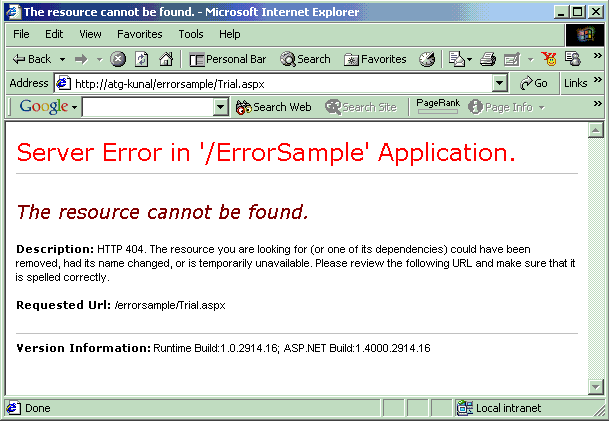 The resource cannot be found. - Microsoft Internet Explorer
File Edit View Favorites Tools Help
Back Personal Bar Search Favorites
Address http://atg-kunal/errorsample/Trial.aspx Go Links »
Google Search Web Search Site PageRank Page Info »
Server Error in '/ErrorSample' Application.
The resource cannot be found.
Description: HTTP 404. The resource you are looking for (or one of its dependencies) could have been
removed, had its name changed, or is temporarily unavailable. Please review the following URL and make sure that it
is spelled correctly.
Requested Url: /errorsample/Trial.aspx
Version Information: Runtime Build:1.0.2914.16; ASP.NET Build:1.4000.2914.16
Done Local intranet